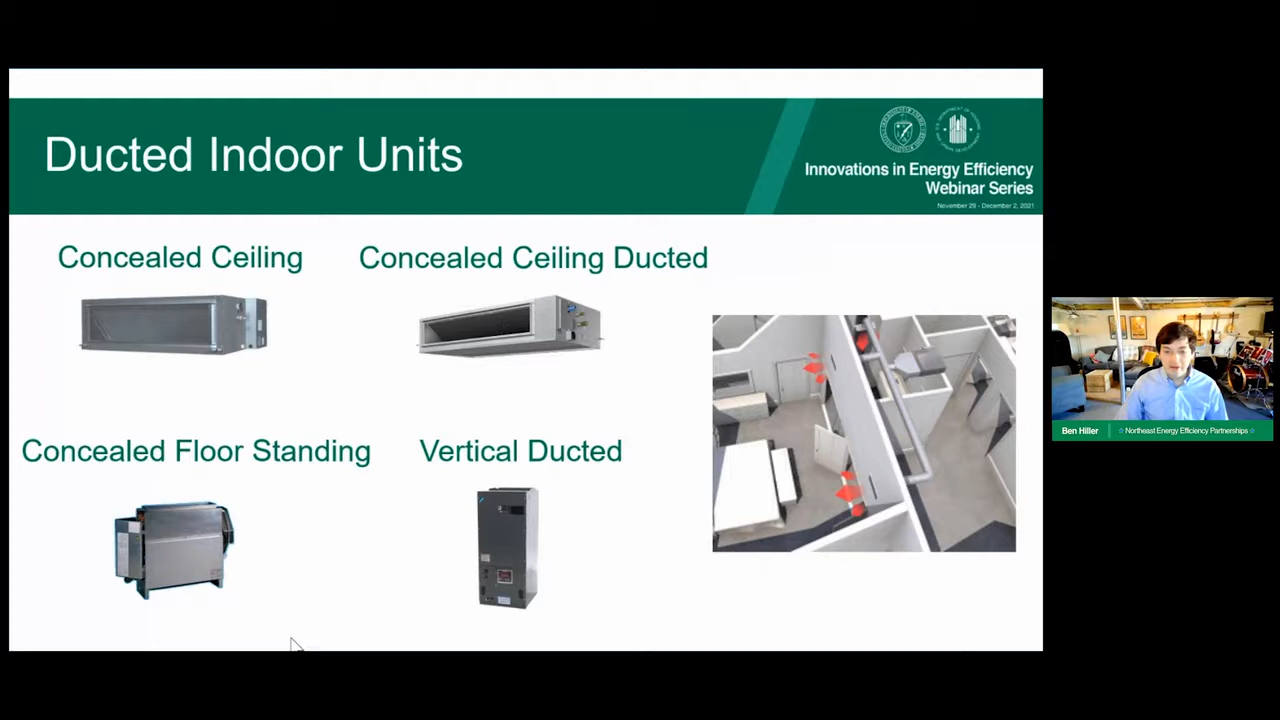 Ducted Indoor Units
Innovations in Energy Efficiency
Webinar Series
November 29 - December 2, 2021
Concealed Ceiling
Concealed Ceiling Ducted
Concealed Floor Standing
Vertical Ducted
Ben Hiller
☆ Northeast Energy Efficiency Partnerships ☆